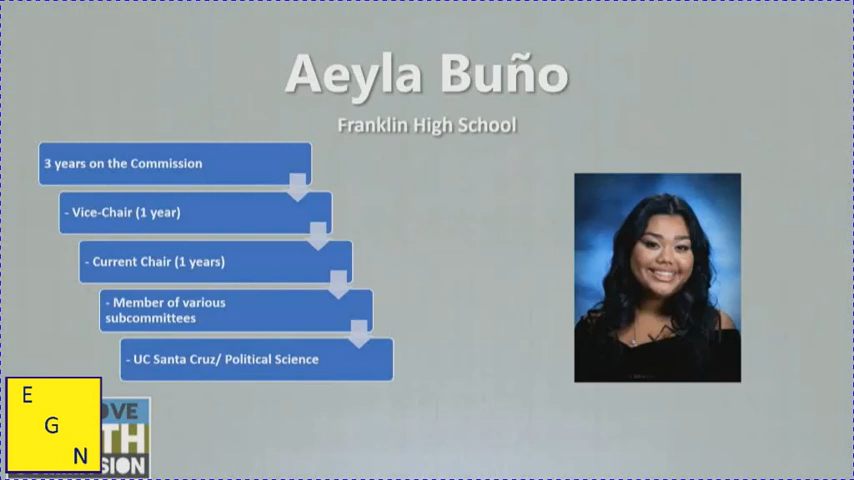 Aeyla Buño
Franklin High School
3 years on the Commission
- Vice-Chair (1 year)
- Current Chair (1 years)
- Member of various
subcommittees
- UC Santa Cruz/ Political Science
E
G
N